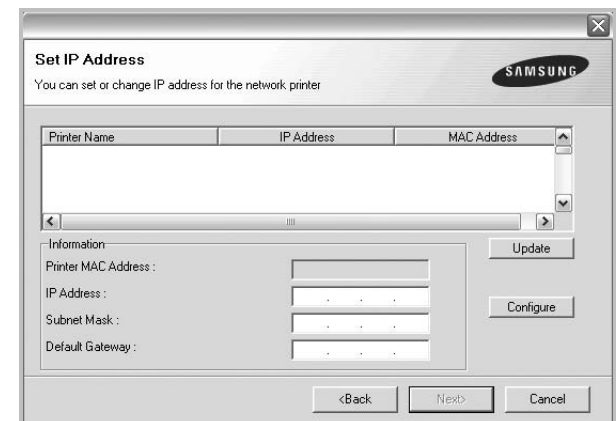 Set IP Address
You can set or change IP address for the network printer
SAMSUNG
Printer Name IP Address MAC Address
Information
Update
Printer MAC Address :
IP Address : . . .
Configure
Subnet Mask : . . .
Default Gateway : . . .
<Back Next> Cancel